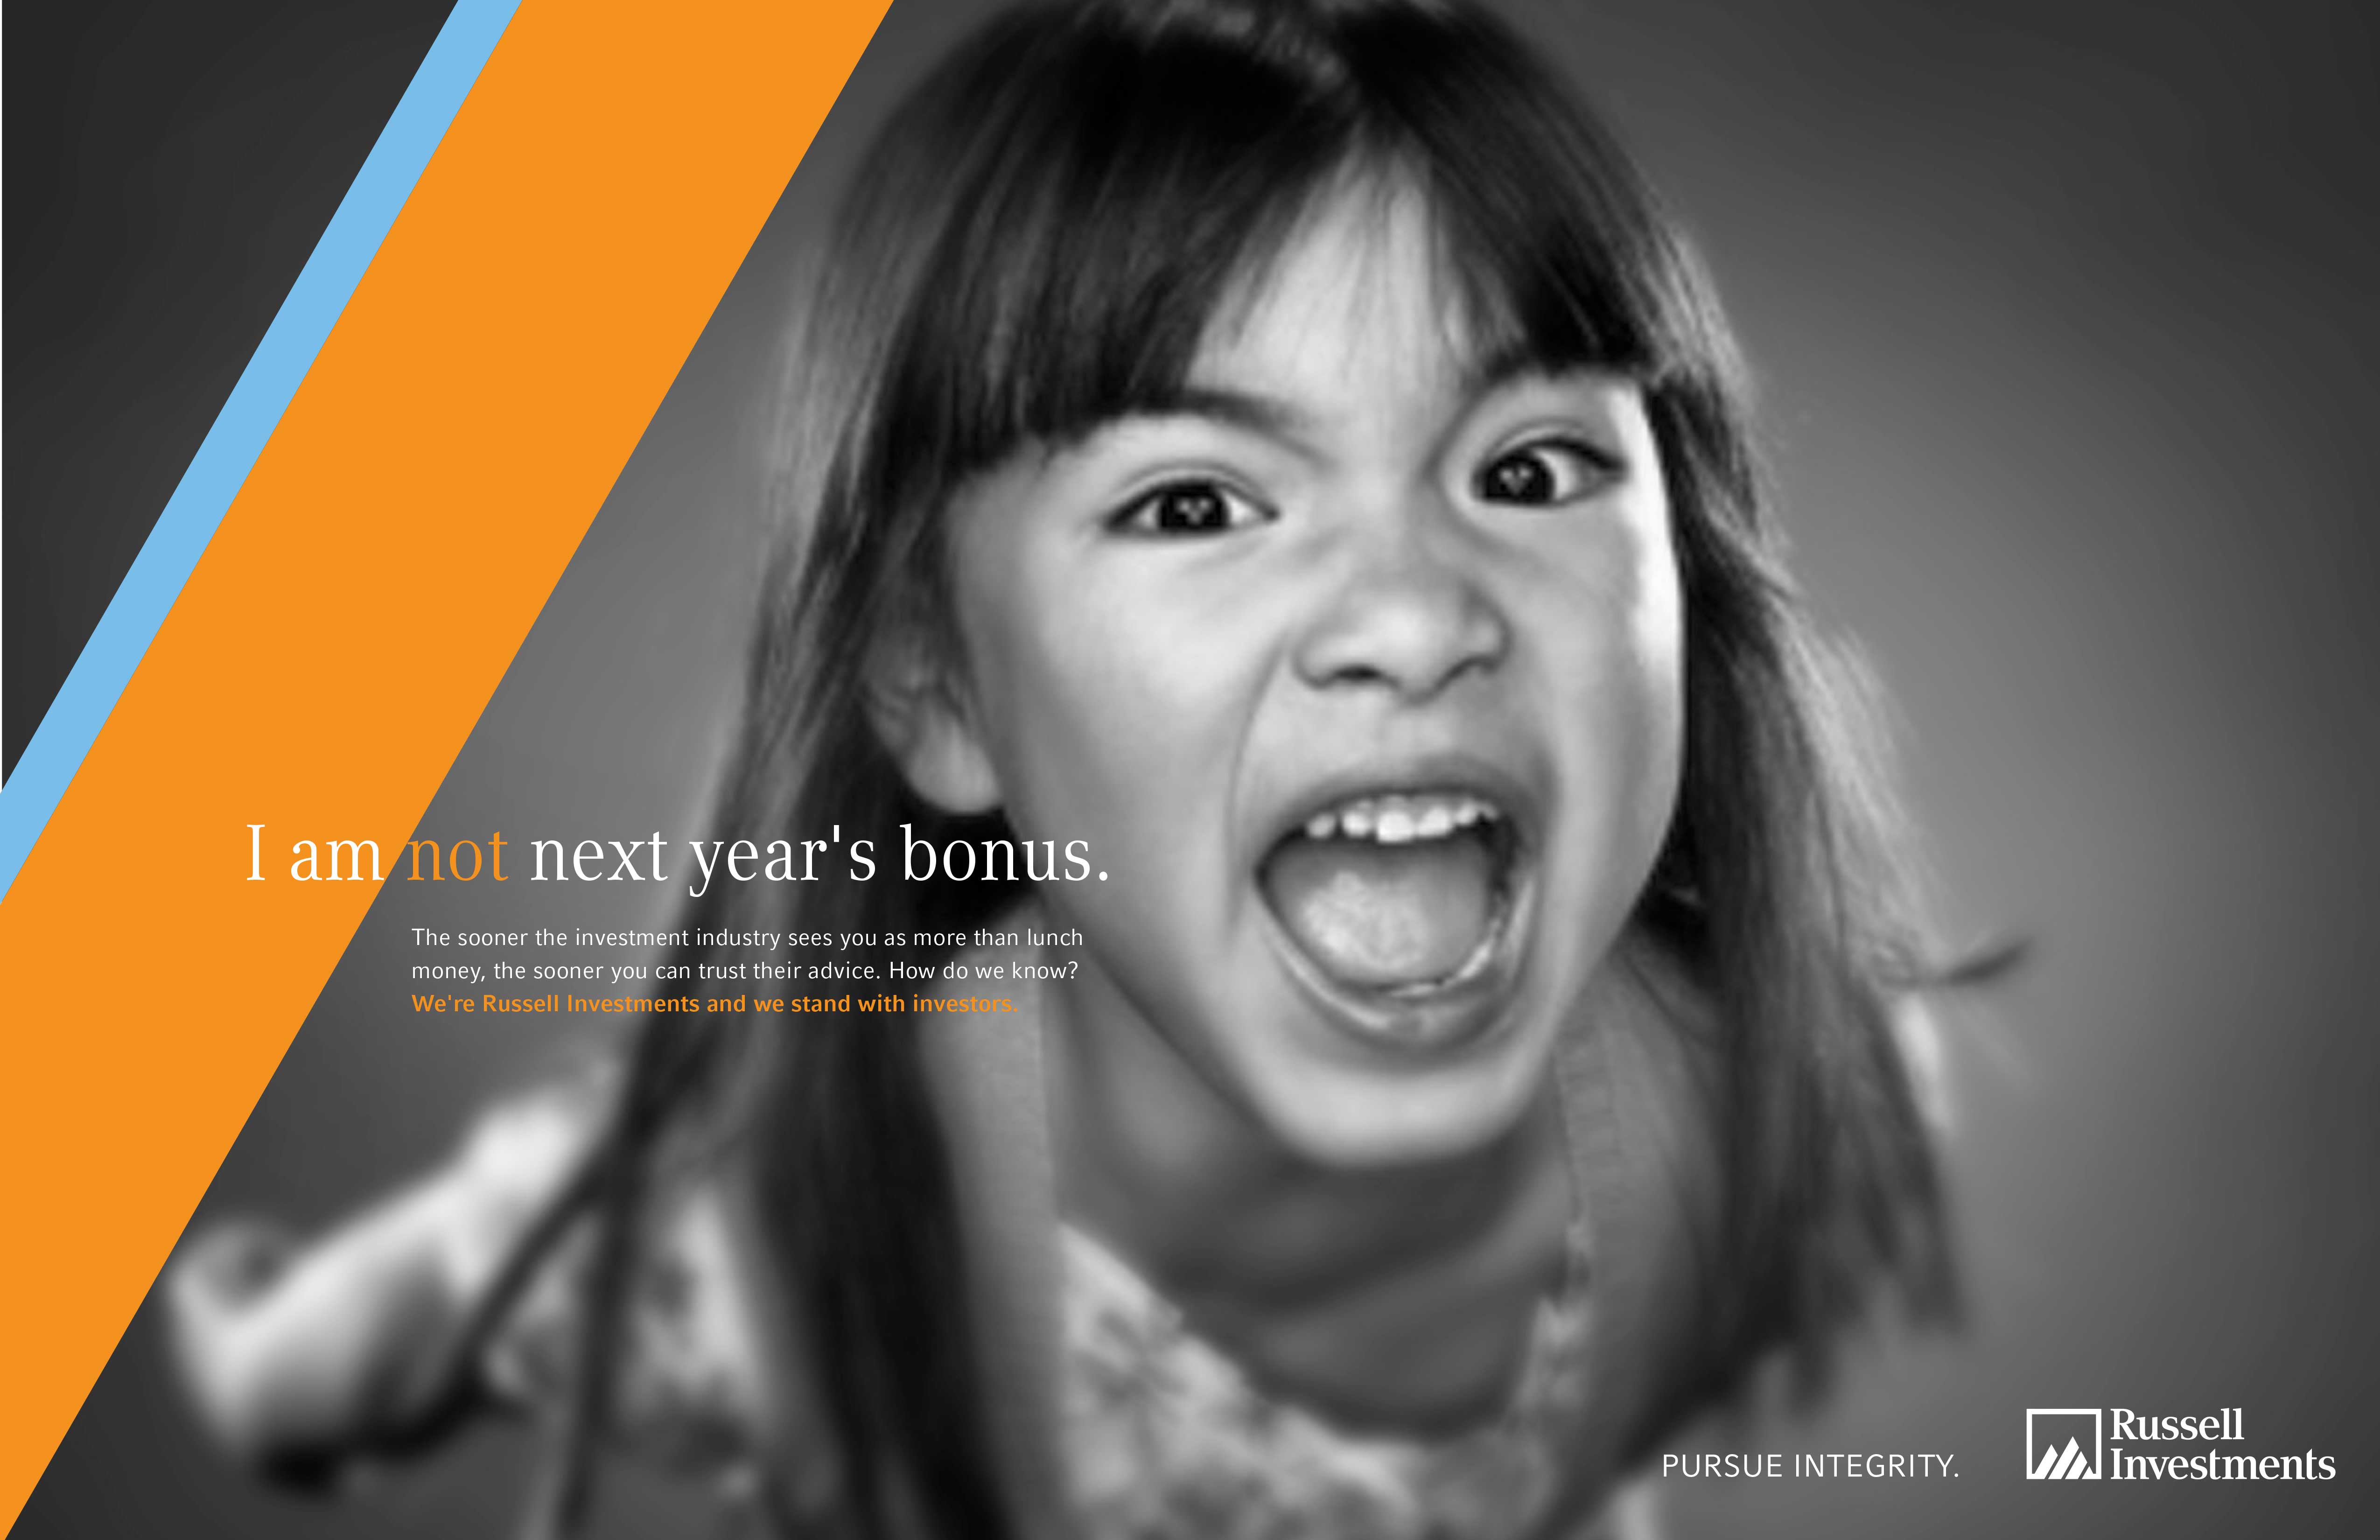 I am not next year's bonus.
The sooner the investment industry sees you as more than lunch
money, the sooner you can trust their advice. How do we know?
We're Russell Investments and we stand with investors.
PURSUE INTEGRITY.
Russell
Investments